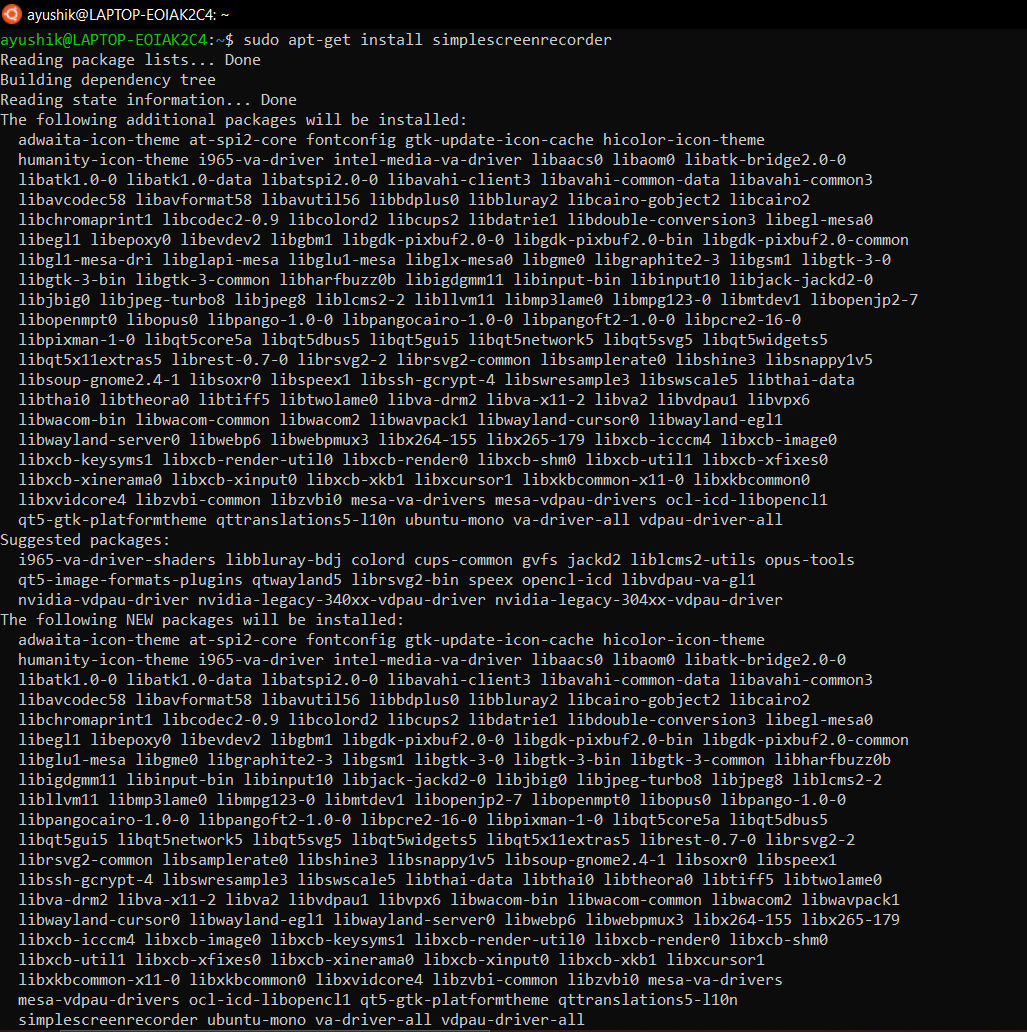 ayushik@LAPTOP-EOIAK2C4: ~
ayushik@LAPTOP-EOIAK2C4:~$ sudo apt-get install simplescreenrecorder
Reading package lists... Done
Building dependency tree
Reading state information... Done
The following additional packages will be installed:
  adwaita-icon-theme at-spi2-core fontconfig gtk-update-icon-cache hicolor-icon-theme
  humanity-icon-theme i965-va-driver intel-media-va-driver libaacs0 libaom0 libatk-bridge2.0-0
  libatk1.0-0 libatk1.0-data libatspi2.0-0 libavahi-client3 libavahi-common-data libavahi-common3
  libavcodec58 libavformat58 libavutil56 libbdplus0 libbluray2 libcairo-gobject2 libcairo2
  libchromaprint1 libcodec2-0.9 libcolord2 libcups2 libdatrie1 libdouble-conversion3 libegl-mesa0
  libegl1 libepoxy0 libevdev2 libgbm1 libgdk-pixbuf2.0-0 libgdk-pixbuf2.0-bin libgdk-pixbuf2.0-common
  libgl1-mesa-dri libglapi-mesa libglu1-mesa libglx-mesa0 libgme0 libgraphite2-3 libgsm1 libgtk-3-0
  libgtk-3-bin libgtk-3-common libharfbuzz0b libigdgmm11 libinput-bin libinput10 libjack-jackd2-0
  libjbig0 libjpeg-turbo8 libjpeg8 liblcms2-2 libllvm11 libmp3lame0 libmpg123-0 libmtdev1 libopenjp2-7
  libopenmpt0 libopus0 libpango-1.0-0 libpangocairo-1.0-0 libpangoft2-1.0-0 libpcre2-16-0
  libpixman-1-0 libqt5core5a libqt5dbus5 libqt5gui5 libqt5network5 libqt5svg5 libqt5widgets5
  libqt5x11extras5 librest-0.7-0 librsvg2-2 librsvg2-common libsamplerate0 libshine3 libsnappy1v5
  libsoup-gnome2.4-1 libsoxr0 libspeex1 libssh-gcrypt-4 libswresample3 libswscale5 libthai-data
  libthai0 libtheora0 libtiff5 libtwolame0 libva-drm2 libva-x11-2 libva2 libvdpau1 libvpx6
  libwacom-bin libwacom-common libwacom2 libwavpack1 libwayland-cursor0 libwayland-egl1
  libwayland-server0 libwebp6 libwebpmux3 libx264-155 libx265-179 libxcb-icccm4 libxcb-image0
  libxcb-keysyms1 libxcb-render-util0 libxcb-render0 libxcb-shm0 libxcb-util1 libxcb-xfixes0
  libxcb-xinerama0 libxcb-xinput0 libxcb-xkb1 libxcursor1 libxkbcommon-x11-0 libxkbcommon0
  libxvidcore4 libzvbi-common libzvbi0 mesa-va-drivers mesa-vdpau-drivers ocl-icd-libopencl1
  qt5-gtk-platformtheme qttranslations5-l10n ubuntu-mono va-driver-all vdpau-driver-all
Suggested packages:
  i965-va-driver-shaders libbluray-bdj colord cups-common gvfs jackd2 liblcms2-utils opus-tools
  qt5-image-formats-plugins qtwayland5 librsvg2-bin speex opencl-icd libvdpau-va-gl1
  nvidia-vdpau-driver nvidia-legacy-340xx-vdpau-driver nvidia-legacy-304xx-vdpau-driver
The following NEW packages will be installed:
  adwaita-icon-theme at-spi2-core fontconfig gtk-update-icon-cache hicolor-icon-theme
  humanity-icon-theme i965-va-driver intel-media-va-driver libaacs0 libaom0 libatk-bridge2.0-0
  libatk1.0-0 libatk1.0-data libatspi2.0-0 libavahi-client3 libavahi-common-data libavahi-common3
  libavcodec58 libavformat58 libavutil56 libbdplus0 libbluray2 libcairo-gobject2 libcairo2
  libchromaprint1 libcodec2-0.9 libcolord2 libcups2 libdatrie1 libdouble-conversion3 libegl-mesa0
  libegl1 libepoxy0 libevdev2 libgbm1 libgdk-pixbuf2.0-0 libgdk-pixbuf2.0-bin libgdk-pixbuf2.0-common
  libglu1-mesa libgme0 libgraphite2-3 libgsm1 libgtk-3-0 libgtk-3-bin libgtk-3-common libharfbuzz0b
  libigdgmm11 libinput-bin libinput10 libjack-jackd2-0 libjbig0 libjpeg-turbo8 libjpeg8 liblcms2-2
  libllvm11 libmp3lame0 libmpg123-0 libmtdev1 libopenjp2-7 libopenmpt0 libopus0 libpango-1.0-0
  libpangocairo-1.0-0 libpangoft2-1.0-0 libpcre2-16-0 libpixman-1-0 libqt5core5a libqt5dbus5
  libqt5gui5 libqt5network5 libqt5svg5 libqt5widgets5 libqt5x11extras5 librest-0.7-0 librsvg2-2
  librsvg2-common libsamplerate0 libshine3 libsnappy1v5 libsoup-gnome2.4-1 libsoxr0 libspeex1
  libssh-gcrypt-4 libswresample3 libswscale5 libthai-data libthai0 libtheora0 libtiff5 libtwolame0
  libva-drm2 libva-x11-2 libva2 libvdpau1 libvpx6 libwacom-bin libwacom-common libwacom2 libwavpack1
  libwayland-cursor0 libwayland-egl1 libwayland-server0 libwebp6 libwebpmux3 libx264-155 libx265-179
  libxcb-icccm4 libxcb-image0 libxcb-keysyms1 libxcb-render-util0 libxcb-render0 libxcb-shm0
  libxcb-util1 libxcb-xfixes0 libxcb-xinerama0 libxcb-xinput0 libxcb-xkb1 libxcursor1
  libxkbcommon-x11-0 libxkbcommon0 libxvidcore4 libzvbi-common libzvbi0 mesa-va-drivers
  mesa-vdpau-drivers ocl-icd-libopencl1 qt5-gtk-platformtheme qttranslations5-l10n
  simplescreenrecorder ubuntu-mono va-driver-all vdpau-driver-all